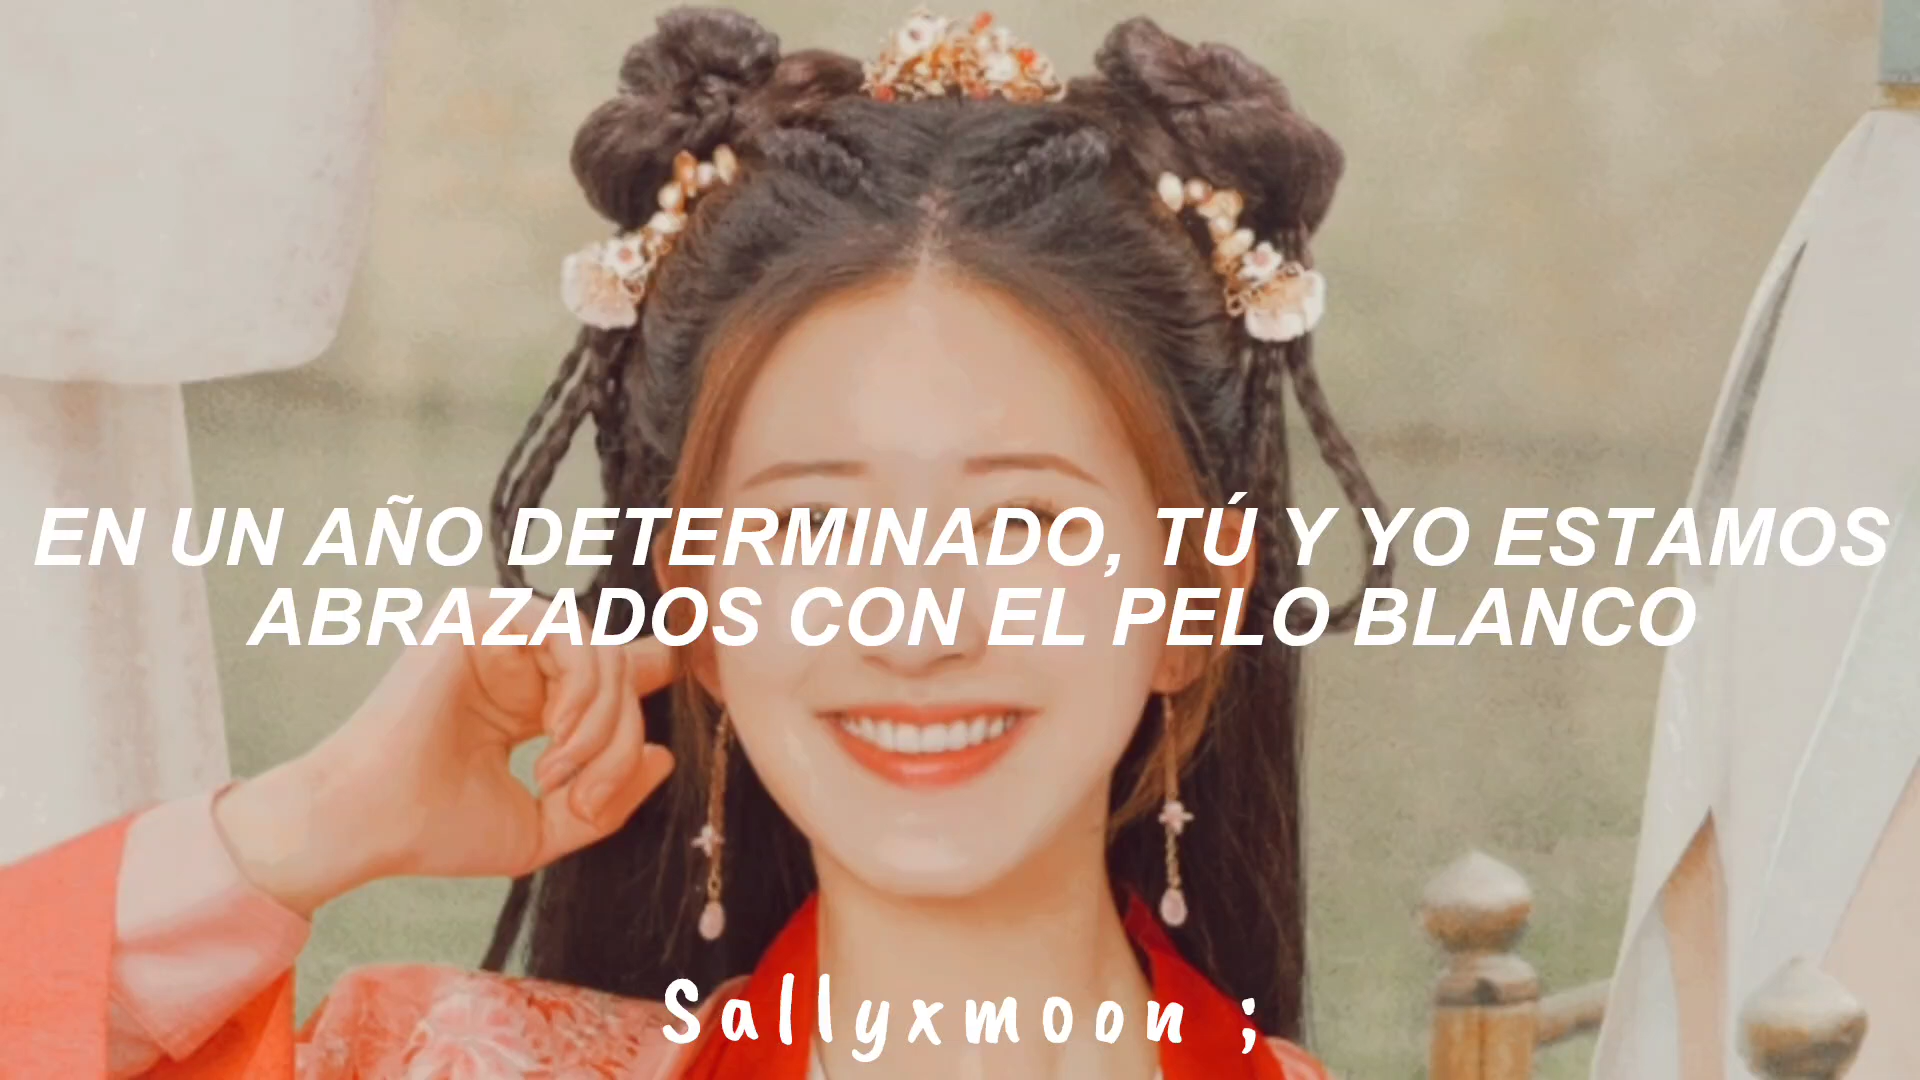 EN UN AÑO DETERMINADO, TÚ Y YO ESTAMOS
ABRAZADOS CON EL PELO BLANCO
Sallyxmoon ;